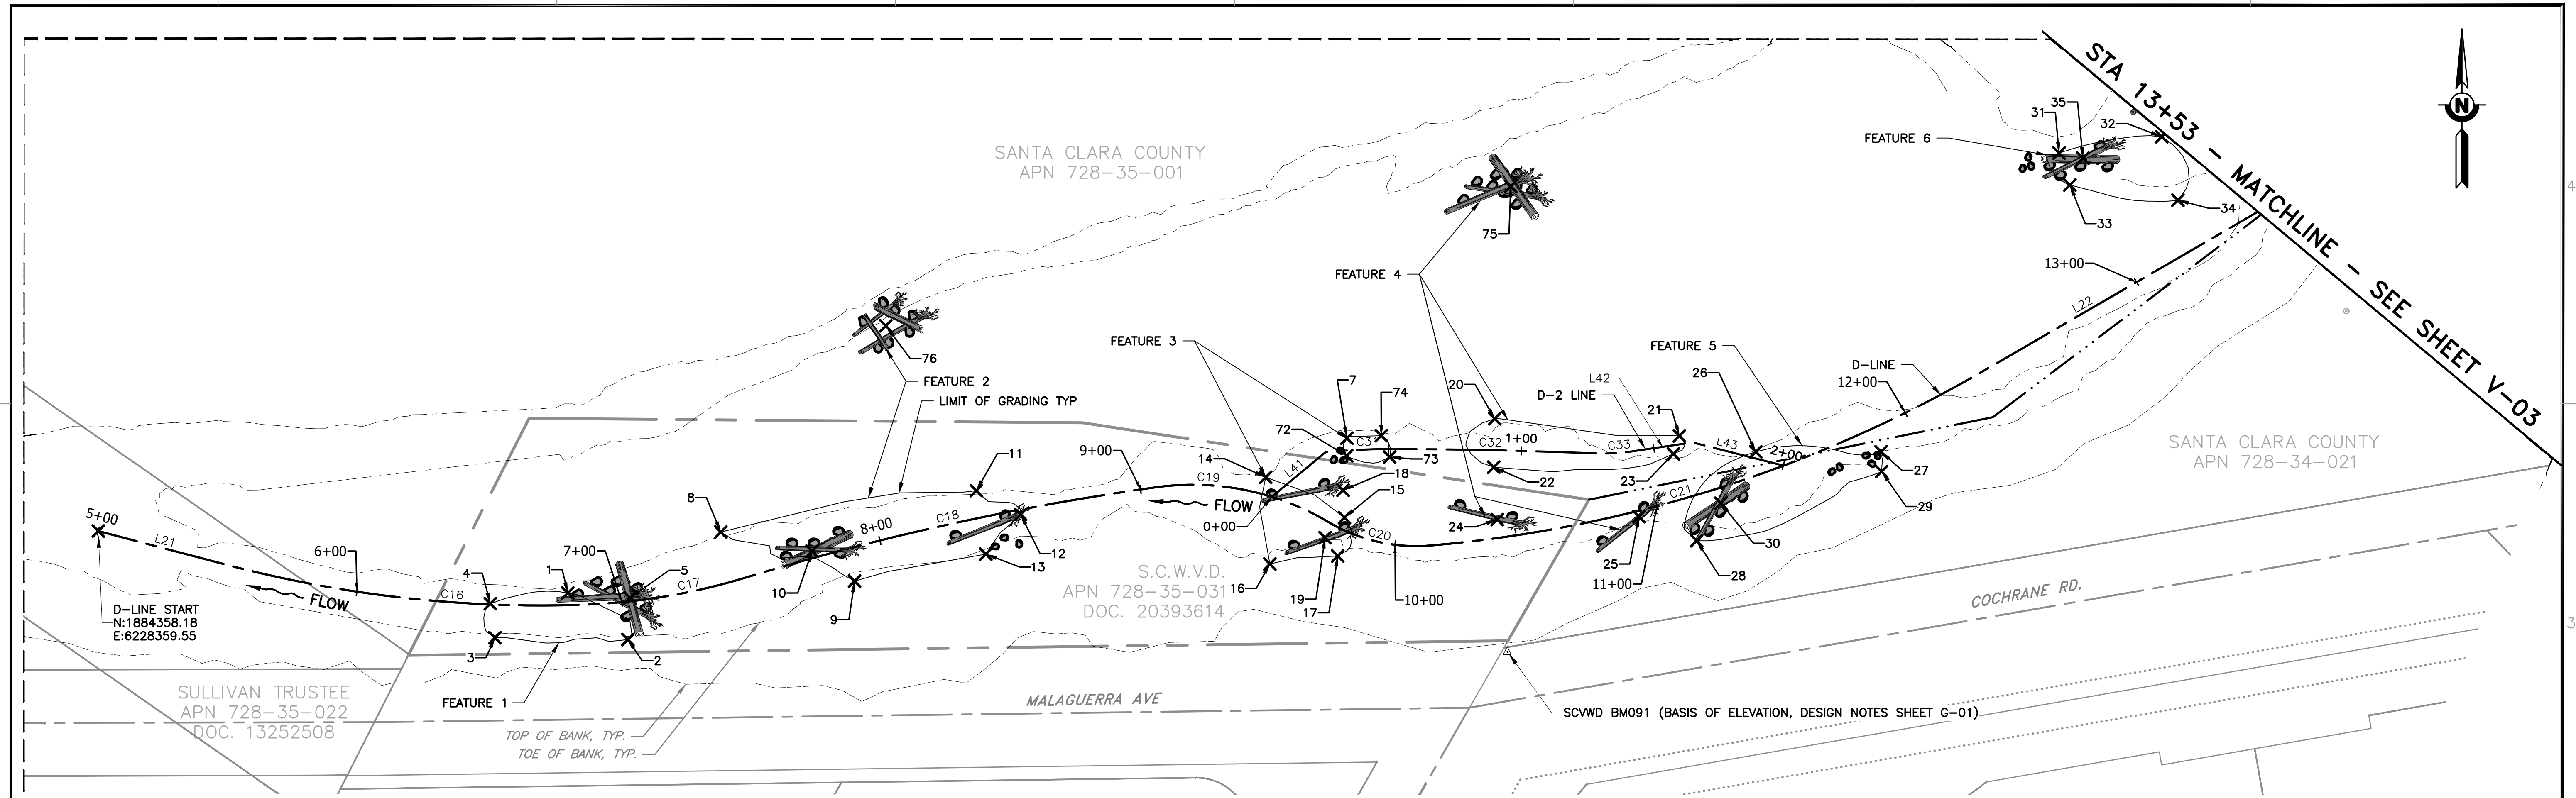 STA 13+53 - MATCHLINE - SEE SHEET V-03
N
SANTA CLARA COUNTY
APN 728-35-001
FEATURE 6
31
35
32
33
34
4
75
FEATURE 4
13+00
L22
76
FEATURE 2
LIMIT OF GRADING TYP
FEATURE 3
7
74
72
C31
73
20
L42
D-2 LINE
C32
1+00
C33
21
22
23
FEATURE 5
26
L43
2+00
D-LINE
12+00
27
29
SANTA CLARA COUNTY
APN 728-34-021
8
11
9+00
14
L41
18
15
C19
FLOW
0+00
C20
24
C21
25
11+00
30
28
5+00
L21
6+00
D-LINE START
N:1884358.18
E:6228359.55
FLOW
C16
4
1
7+00
5
C17
8+00
C18
10
9
12
13
S.C.W.V.D.
APN 728-35-031
DOC. 20393614
16
19
17
10+00
COCHRANE RD.
3
3
2
FEATURE 1
SULLIVAN TRUSTEE
APN 728-35-022
DOC. 13252508
MALAGUERRA AVE
TOP OF BANK, TYP.
TOE OF BANK, TYP.
SCVWD BM091 (BASIS OF ELEVATION, DESIGN NOTES SHEET G-01)